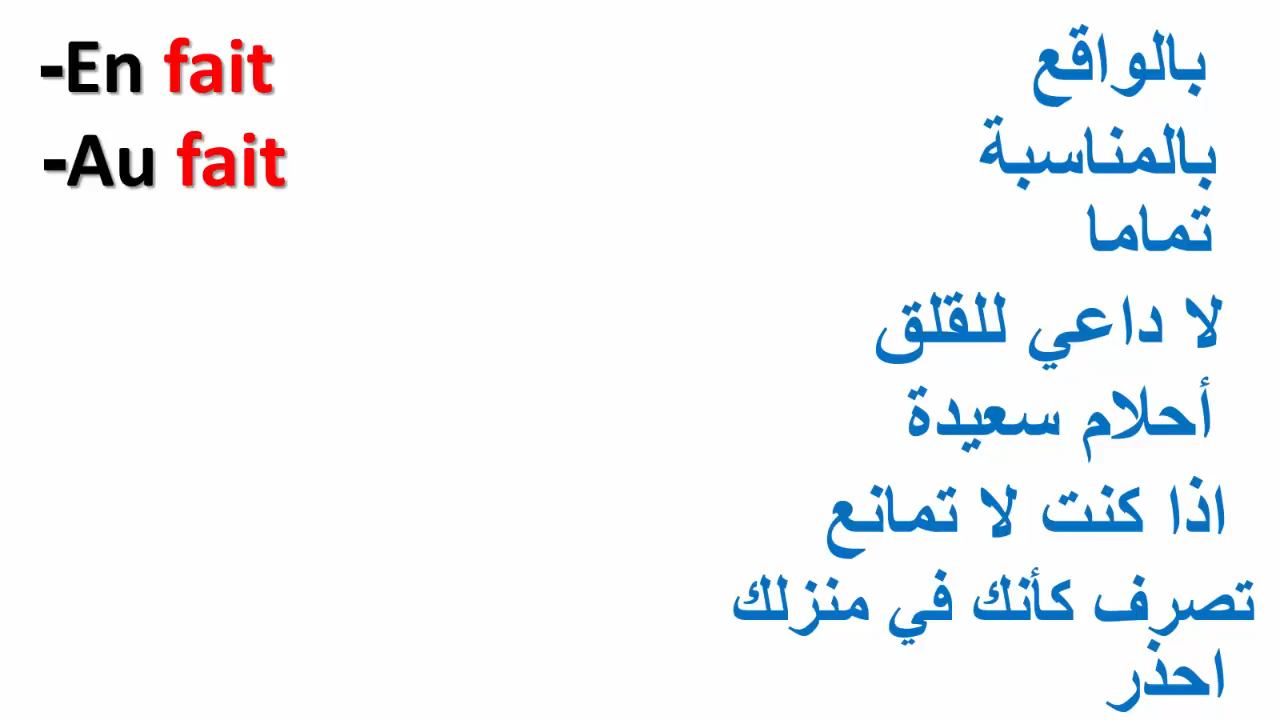 -En fait
-Au fait
بالواقع
بالمناسبة
تماما
لا داعي للقلق
أحلام سعيدة
اذا كنت لا تمانع
تصرف كأنك في منزلك
احذر